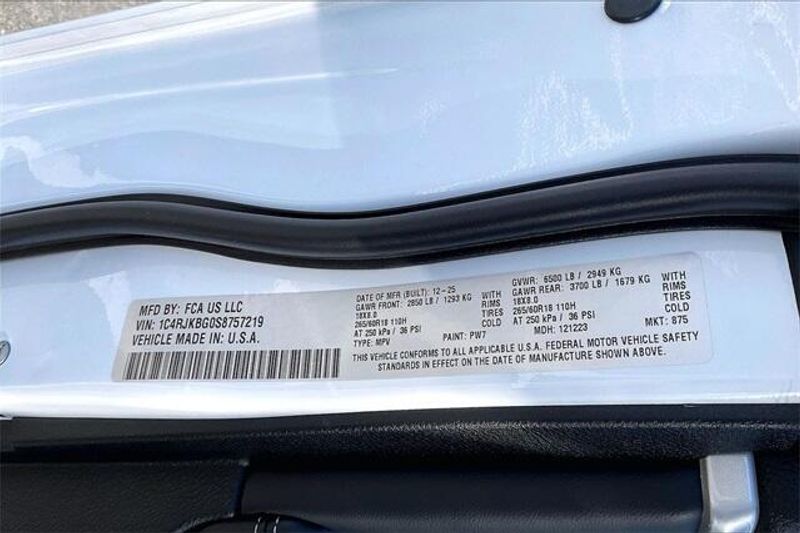 MFD BY: FCA US LLC
VIN: 1C4RJKBG0S8757219
VEHICLE MADE IN: U.S.A.
DATE OF MFR (BUILT): 12-25
GAWR FRONT: 2850 LB / 1293 KG
18X8.0
265/60R18 110H
AT 250 kPa / 36 PSI
TYPE: MPV
PAINT: PW7
GVWR: 6500 LB / 2949 KG
GAWR REAR: 3700 LB / 1679 KG
18X8.0
265/60R18 110H
AT 250 kPa / 36 PSI
MDH: 121223
WITH
RIMS
TIRES
COLD
WITH
RIMS
TIRES
COLD
MKT: 875
THIS VEHICLE CONFORMS TO ALL APPLICABLE U.S.A. FEDERAL MOTOR VEHICLE SAFETY
STANDARDS IN EFFECT ON THE DATE OF MANUFACTURE SHOWN ABOVE.